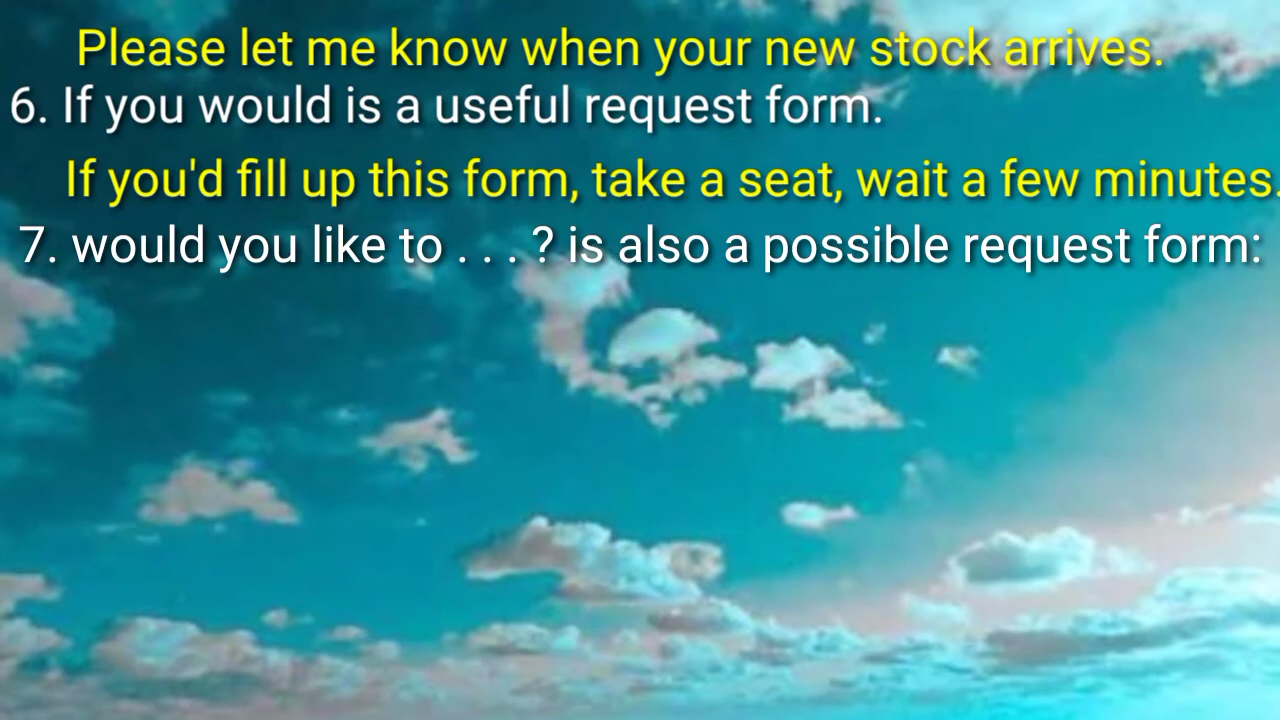 Please let me know when your new stock arrives.
6. If you would is a useful request form.
If you'd fill up this form, take a seat, wait a few minutes.
7. would you like to . . . ? is also a possible request form: